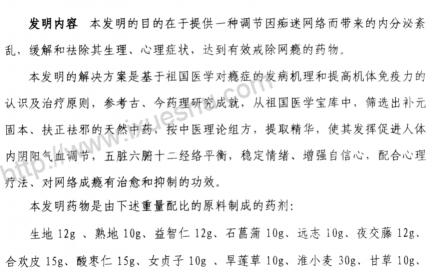 发明内容 本发明的目的在于提供一种调节因痴迷网络而带来的内分泌紊
乱，缓解和祛除其生理、心理症状，达到有效戒除网瘾的药物。
本发明的解决方案是基于祖国医学对瘾症的发病机理和提高机体免疫力的
认识及治疗原则，参考古、今药理研究成就，从祖国医学宝库中，筛选出补元
固本、扶正祛邪的天然中药，按中医理论组方，提取精华，使其发挥促进人体
内阴阳气血调节，五脏六腑十二经络平衡，稳定情绪、增强自信心，配合心理
疗法、对网络成瘾有治愈和抑制的功效。
本发明药物是由下述重量配比的原料制成的药剂：
生地 12g 、熟地 10g、益智仁 12g、石菖蒲 10g、远志 10g、夜交藤 12g、
合欢皮 15g、酸枣仁 15g、女贞子 10g 、旱莲草 10g、淮小麦 30g、甘草 10g、
http://www.ixueshu.com